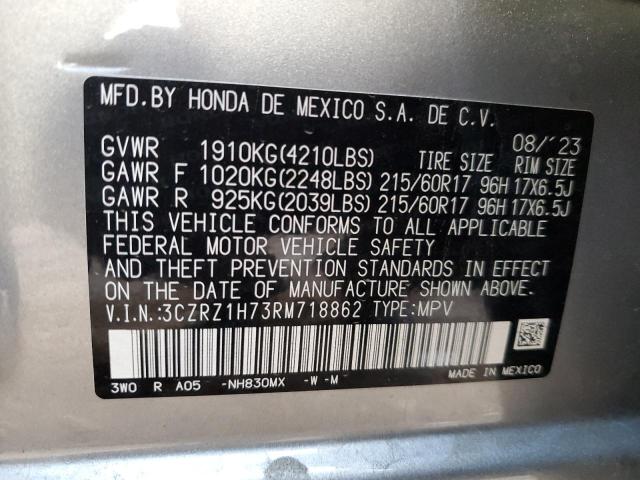 MFD.BY HONDA DE MEXICO S.A. DE C.V.
08/'23
GVWR 1910KG(4210LBS) TIRE SIZE RIM SIZE
GAWR F 1020KG(2248LBS) 215/60R17 96H 17X6.5J
GAWR R 925KG(2039LBS) 215/60R17 96H 17X6.5J
THIS VEHICLE CONFORMS TO ALL APPLICABLE
FEDERAL MOTOR VEHICLE SAFETY
AND THEFT PREVENTION STANDARDS IN EFFECT
ON THE DATE OF MANUFACTURE SHOWN ABOVE.
V.I.N.:3CZRZ1H73RM718862 TYPE:MPV
3W0 R A05 -NH830MX -W -M
MADE IN MEXICO